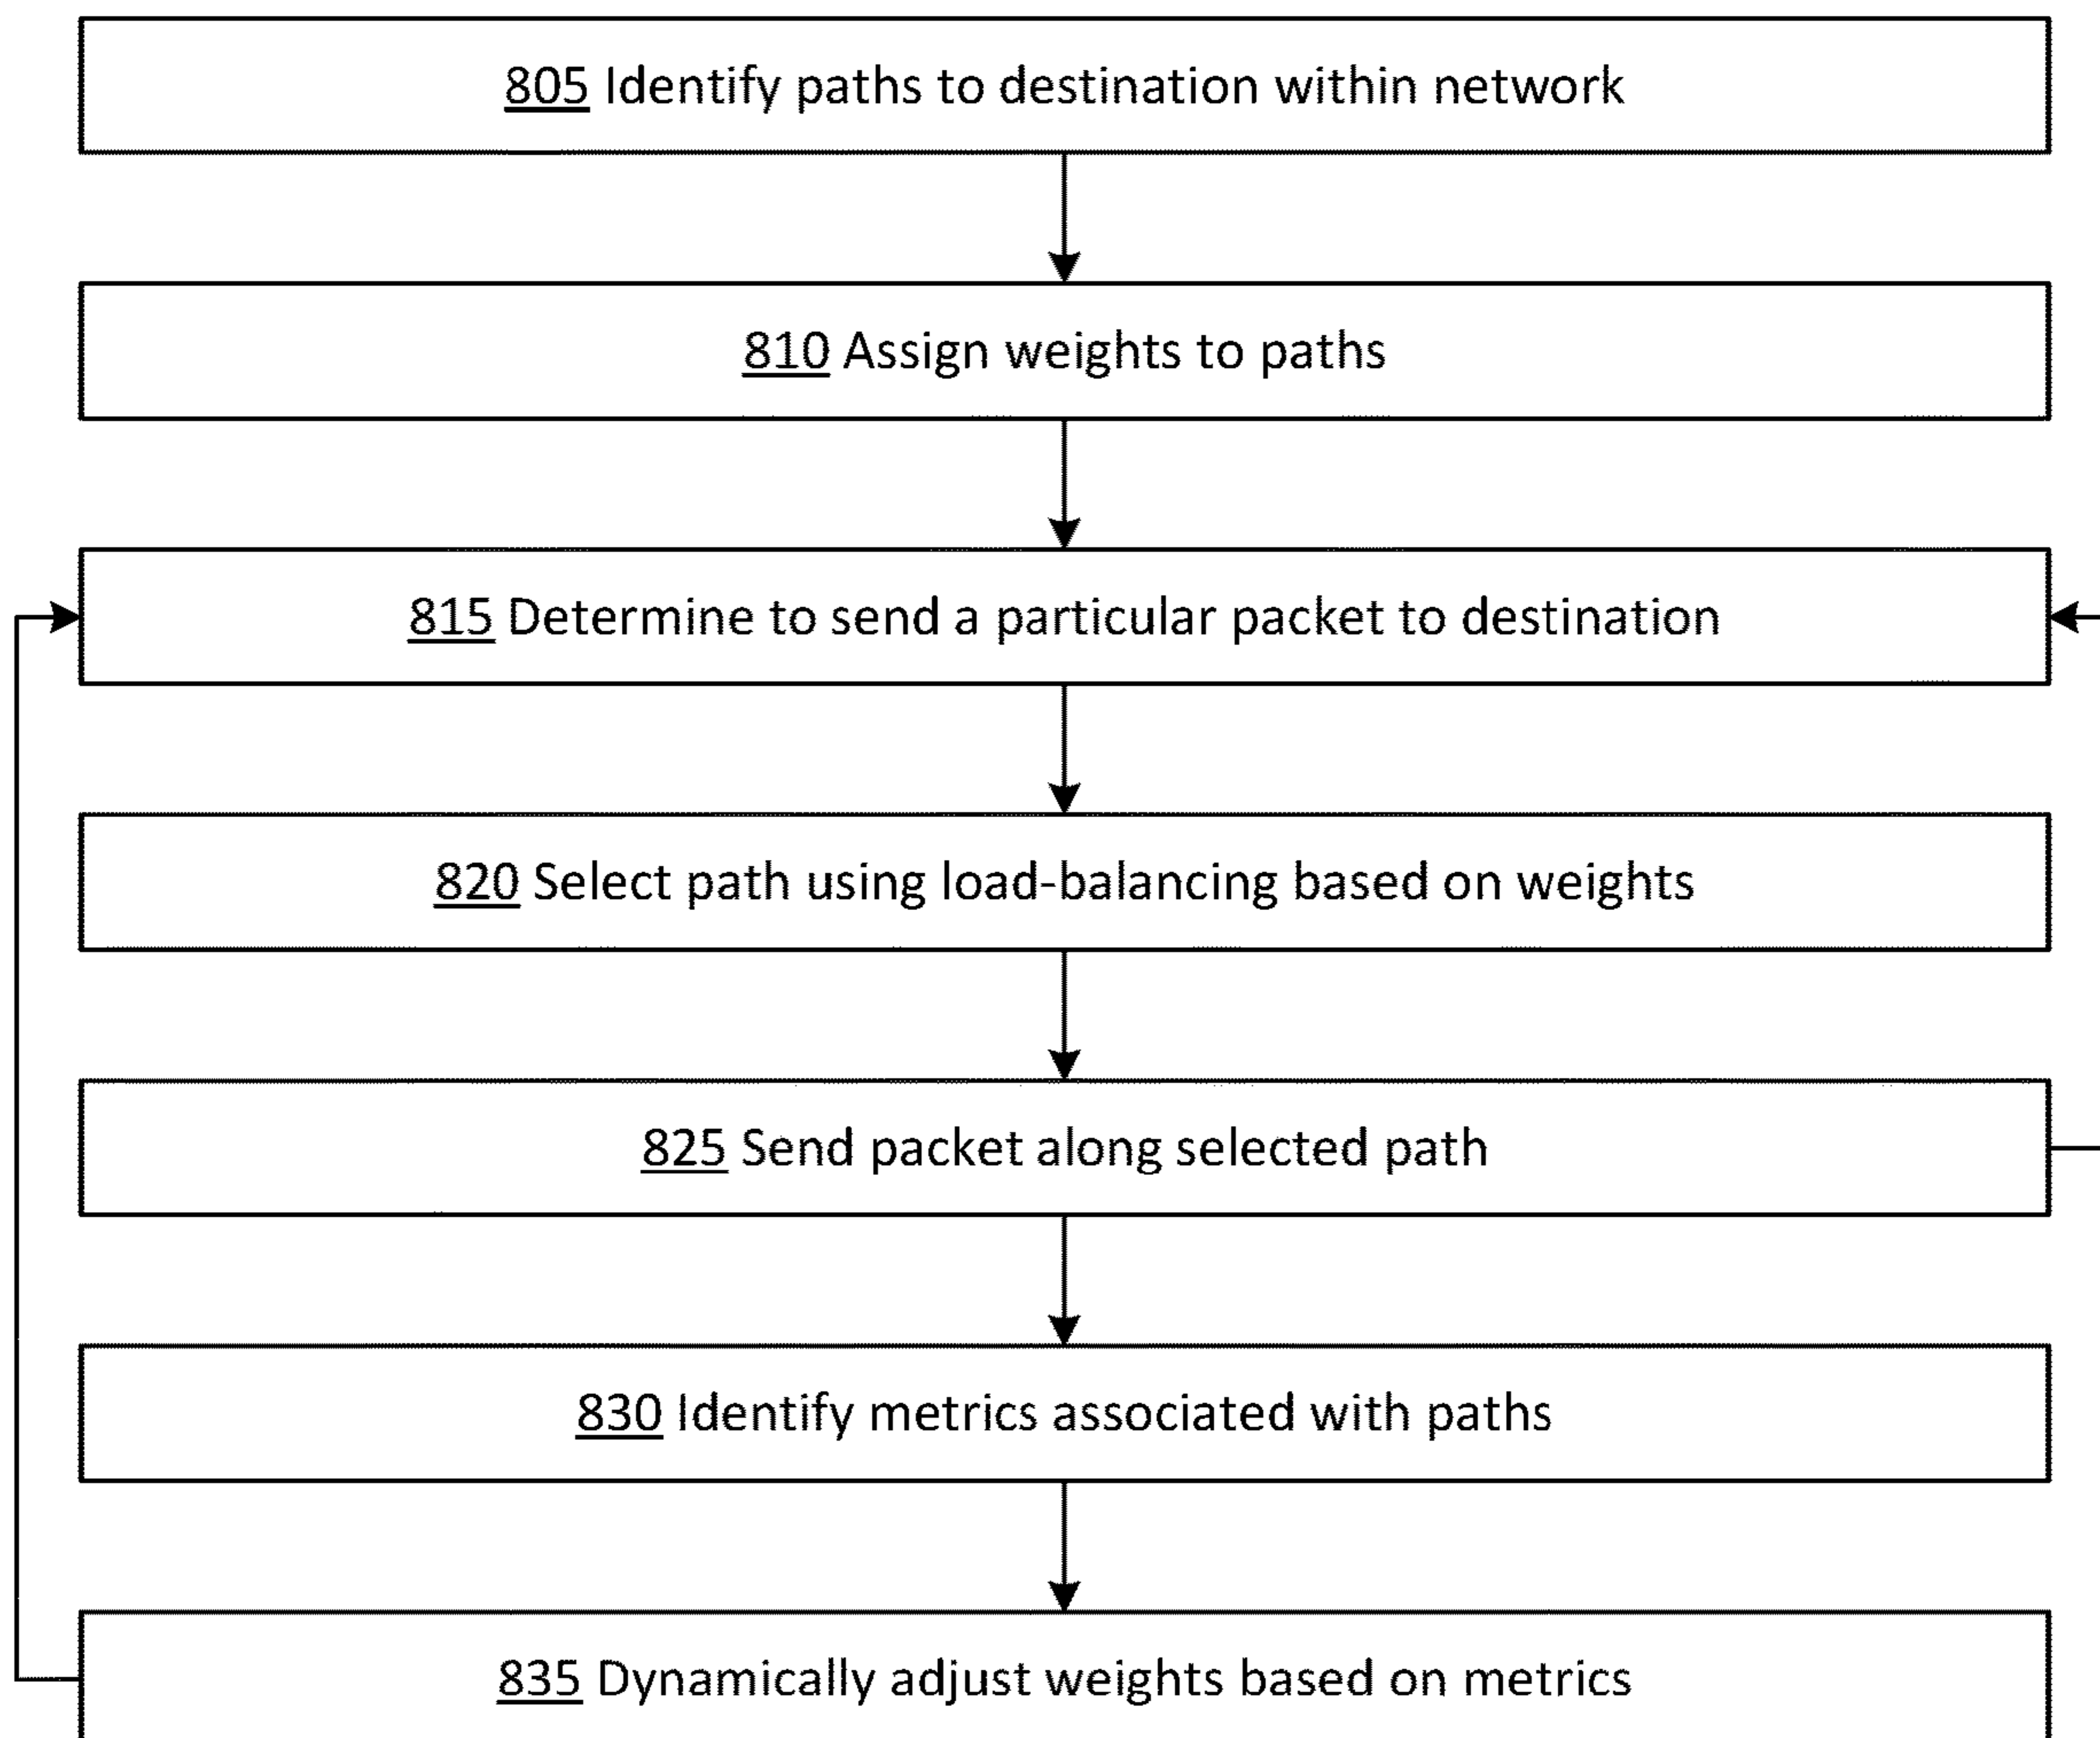 805 Identify paths to destination within network
810 Assign weights to paths
815 Determine to send a particular packet to destination
820 Select path using load-balancing based on weights
825 Send packet along selected path
830 Identify metrics associated with paths
835 Dynamically adjust weights based on metrics